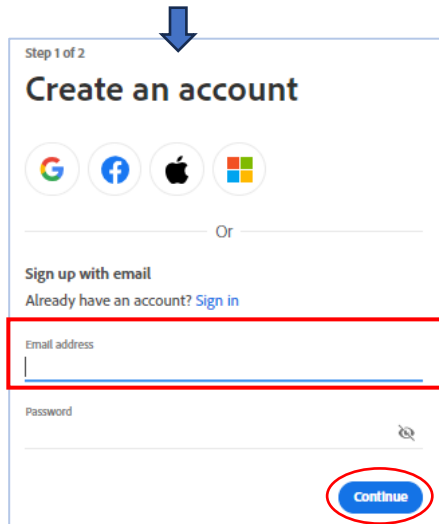 Step 1 of 2
Create an account
Or
Sign up with email
Already have an account? Sign in
Email address
Password
Continue